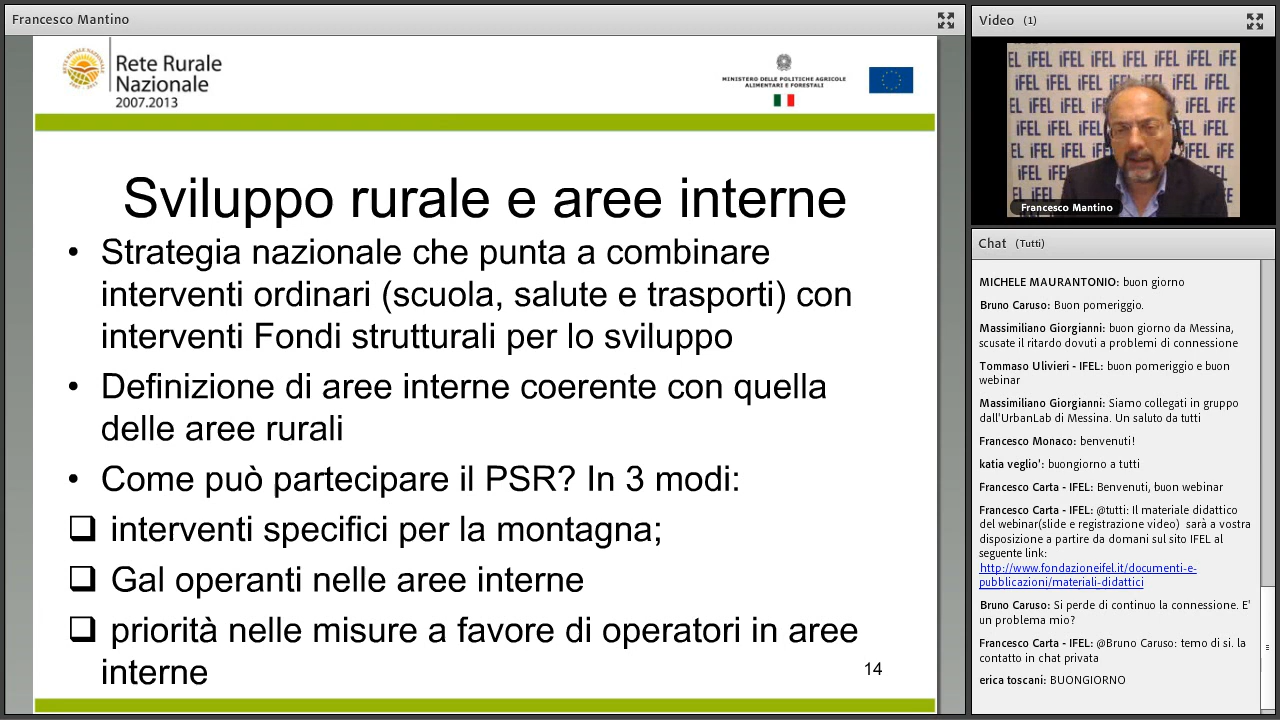 Francesco Mantino
Rete Rurale
Nazionale
2007.2013
MINISTERO DELLE POLITICHE AGRICOLE
ALIMENTARI E FORESTALI
Sviluppo rurale e aree interne
• Strategia nazionale che punta a combinare
interventi ordinari (scuola, salute e trasporti) con
interventi Fondi strutturali per lo sviluppo
• Definizione di aree interne coerente con quella
delle aree rurali
• Come può partecipare il PSR? In 3 modi:
❑ interventi specifici per la montagna;
❑ Gal operanti nelle aree interne
❑ priorità nelle misure a favore di operatori in aree
interne
14
Video (1)
EL iFEL iFEL iFEL iFE
Francesco Mantino
Chat (Tutti)
MICHELE MAURANTONIO: buon giorno
Bruno Caruso: Buon pomeriggio.
Massimiliano Giorgianni: buon giorno da Messina,
scusate il ritardo dovuti a problemi di connessione
Tommaso Ulivieri - IFEL: buon pomeriggio e buon
webinar
Massimiliano Giorgianni: Siamo collegati in gruppo
dall'UrbanLab di Messina. Un saluto da tutti
Francesco Monaco: benvenuti!
katia veglio': buongiorno a tutti
Francesco Carta - IFEL: Benvenuti, buon webinar
Francesco Carta - IFEL: @tutti: Il materiale didattico
del webinar(slide e registrazione video) sarà a vostra
disposizione a partire da domani sul sito IFEL al
seguente link:
http://www.fondazioneifel.it/documenti-e-
pubblicazioni/materiali-didattici
Bruno Caruso: Si perde di continuo la connessione. E'
un problema mio?
Francesco Carta - IFEL: @Bruno Caruso: temo di si. la
contatto in chat privata
erica toscani: BUONGIORNO